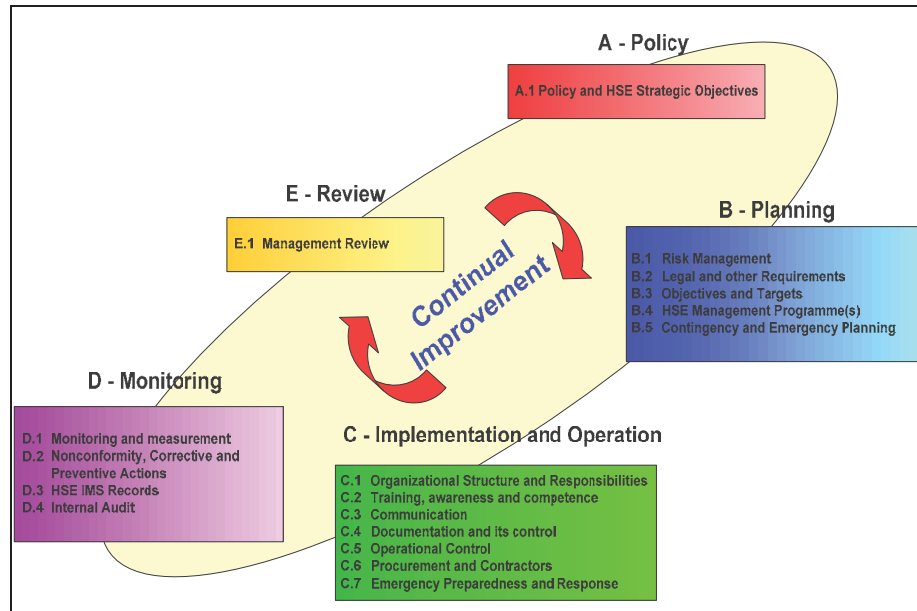 A - Policy
A.1 Policy and HSE Strategic Objectives
E - Review
E.1 Management Review
B - Planning
B.1 Risk Management
B.2 Legal and other Requirements
B.3 Objectives and Targets
B.4 HSE Management Programme(s)
B.5 Contingency and Emergency Planning
Continual
Improvement
D - Monitoring
D.1 Monitoring and measurement
D.2 Nonconformity, Corrective and
Preventive Actions
D.3 HSE IMS Records
D.4 Internal Audit
C - Implementation and Operation
C.1 Organizational Structure and Responsibilities
C.2 Training, awareness and competence
C.3 Communication
C.4 Documentation and its control
C.5 Operational Control
C.6 Procurement and Contractors
C.7 Emergency Preparedness and Response